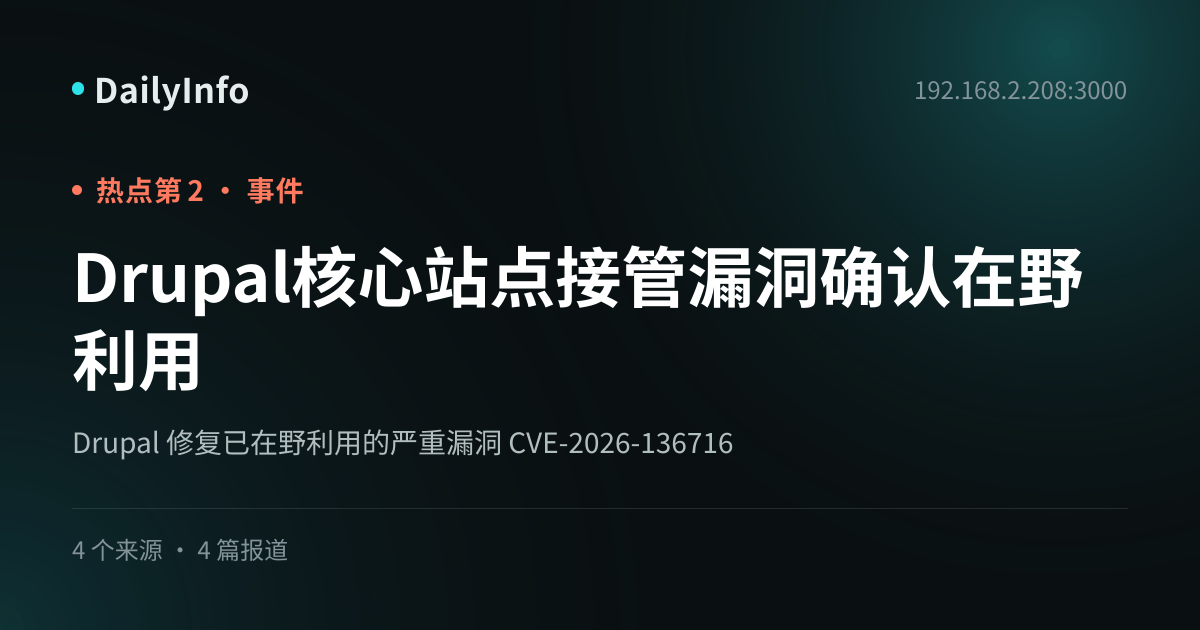 DailyInfo
192.168.2.208:3000
热点第 2 · 事件
Drupal核心站点接管漏洞确认在野
利用
Drupal 修复已在野利用的严重漏洞 CVE-2026-136716
4 个来源 · 4 篇报道